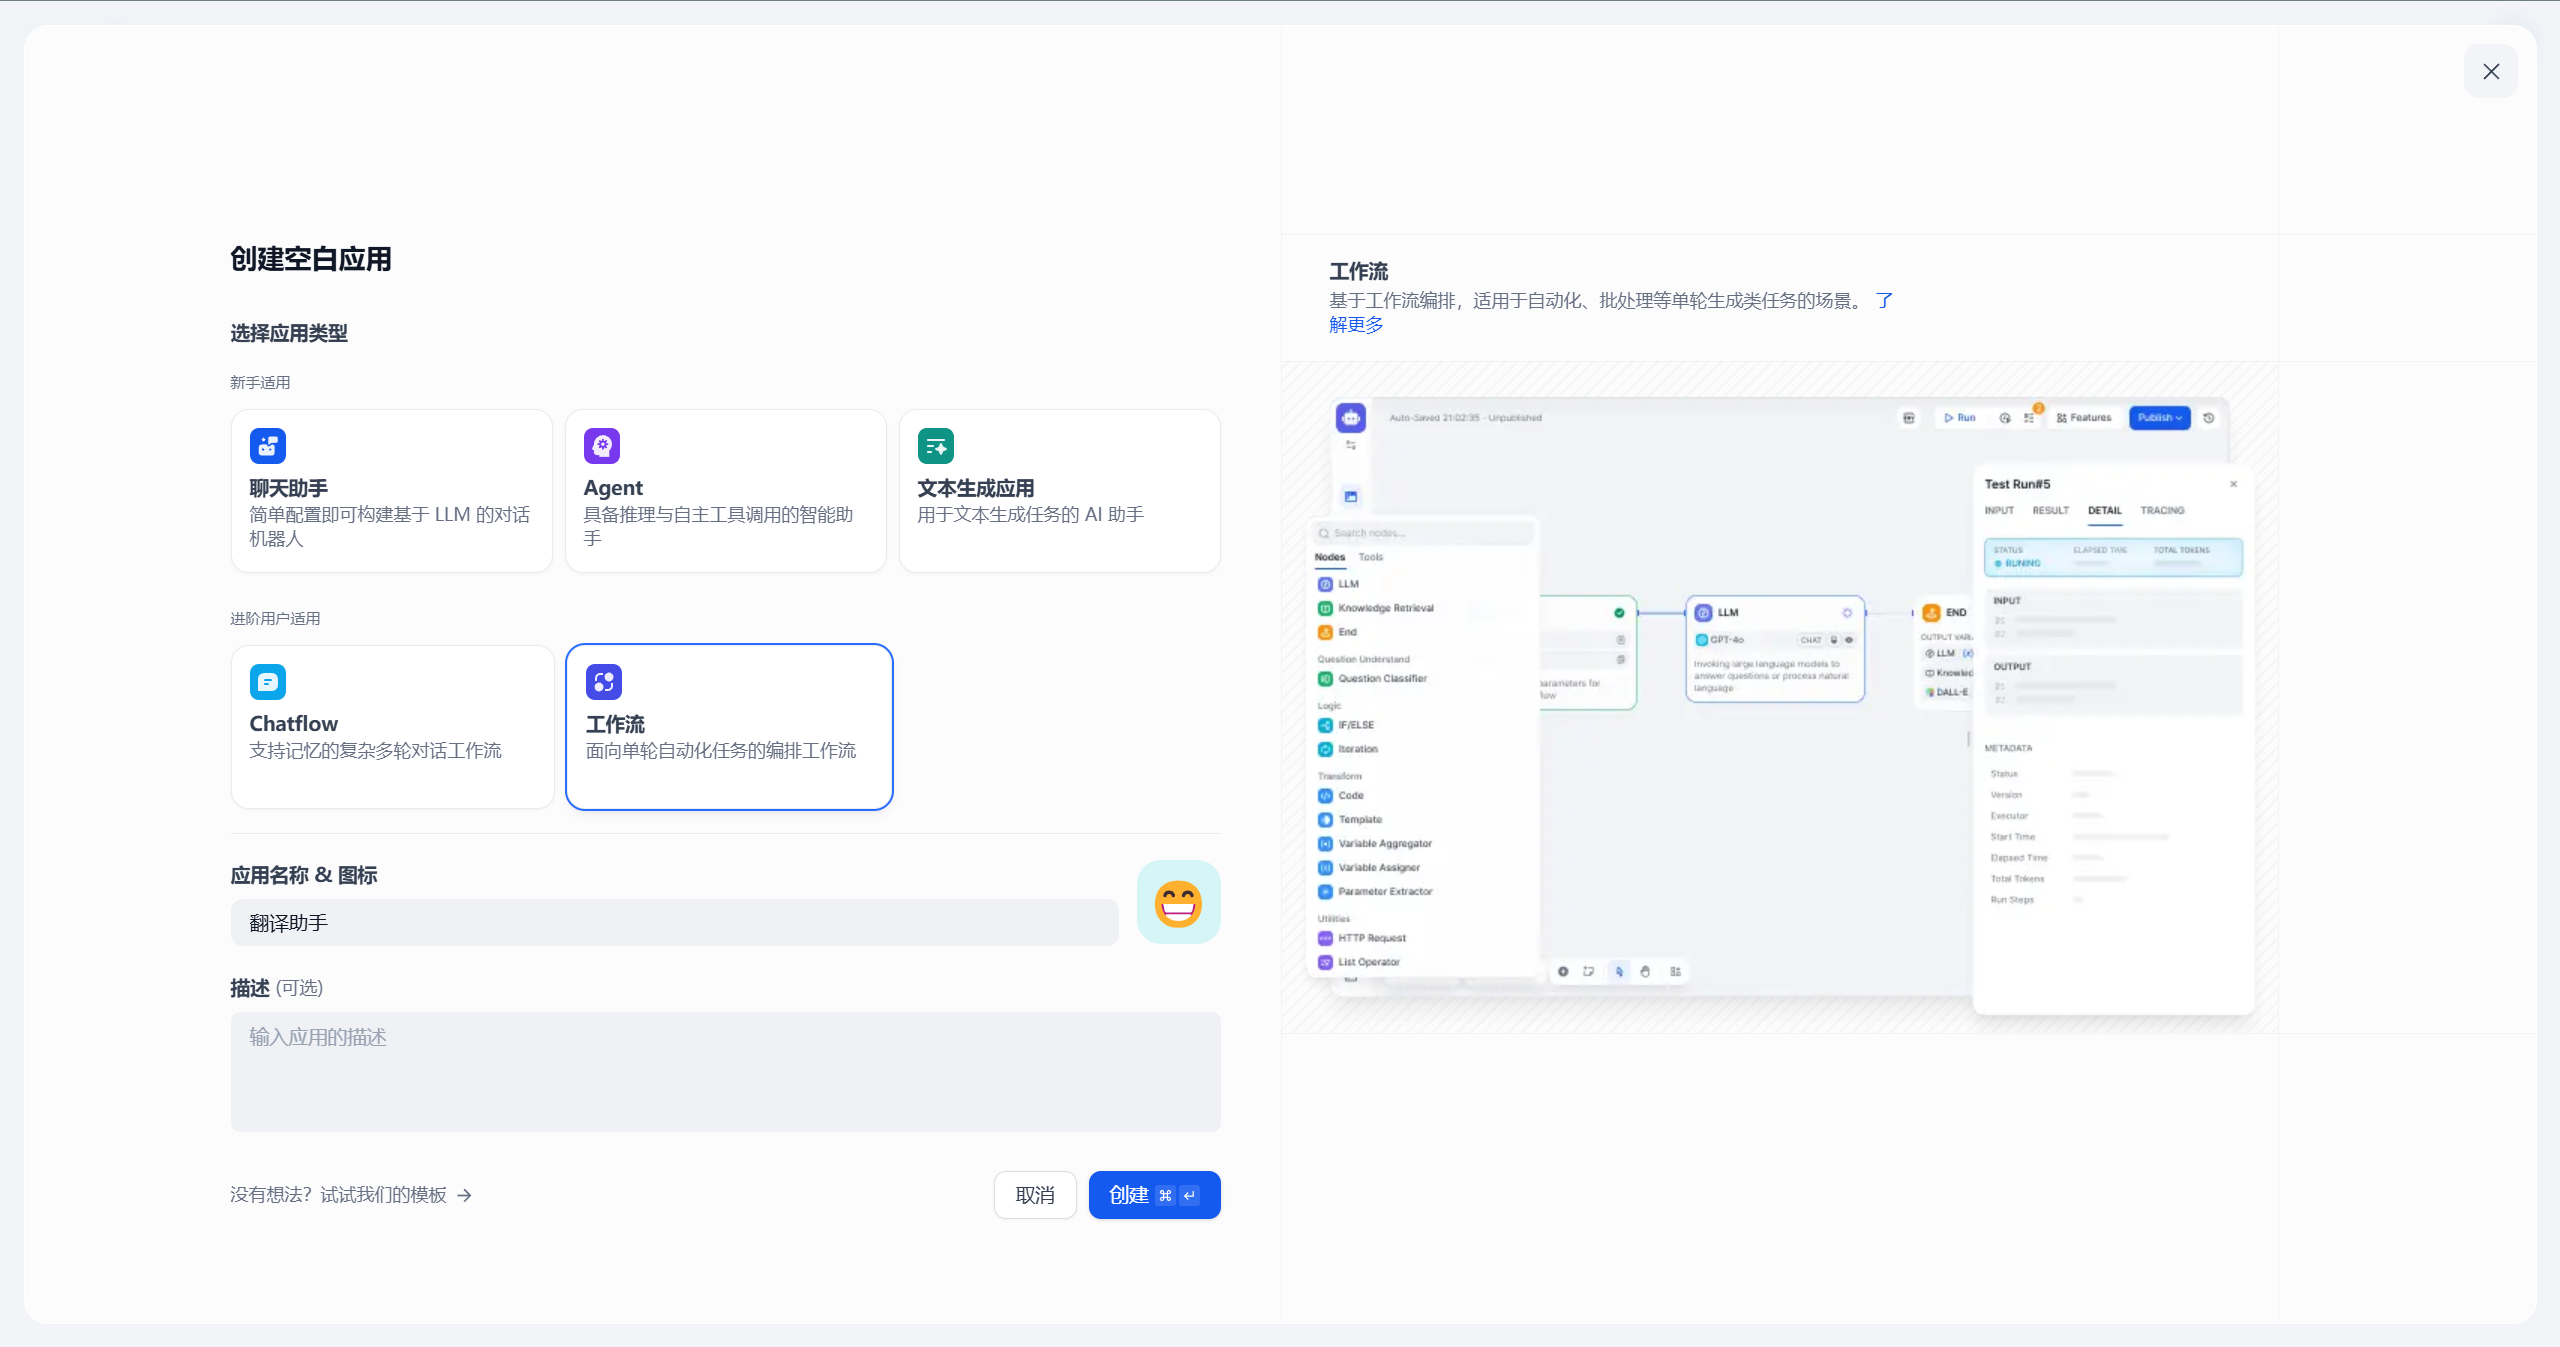 创建空白应用
选择应用类型
新手适用
聊天助手
简单配置即可构建基于 LLM 的对话
机器人
Agent
具备推理与自主工具调用的智能助
手
文本生成应用
用于文本生成任务的 AI 助手
进阶用户适用
Chatflow
支持记忆的复杂多轮对话工作流
工作流
面向单轮自动化任务的编排工作流
应用名称 & 图标
翻译助手
描述 (可选)
输入应用的描述
没有想法？试试我们的模板 →
取消
创建 ⌘ ↵
工作流
基于工作流编排，适用于自动化、批处理等单轮生成类任务的场景。 了
解更多
Auto-Saved 21:02:35 · Unpublished
Run
2
Features
Publish
Search nodes...
Nodes Tools
LLM
Knowledge Retrieval
End
Question Understand
Question Classifier
Logic
IF/ELSE
Iteration
Transform
Code
Template
Variable Aggregator
Variable Assigner
Parameter Extractor
Utilities
HTTP Request
List Operator
parameters for
LLM
GPT-4o CHAT
Invoking large language models to
answer questions or process natural
language
END
OUTPUT VARI
LLM (x)
Knowled
DALL-E
Test Run#5
INPUT RESULT DETAIL TRACING
STATUS ELAPSED TIME TOTAL TOKENS
RUNING
INPUT
01
02
OUTPUT
01
02
METADATA
Status
Version
Executor
Start Time
Elapsed Time
Total Tokens
Run Steps